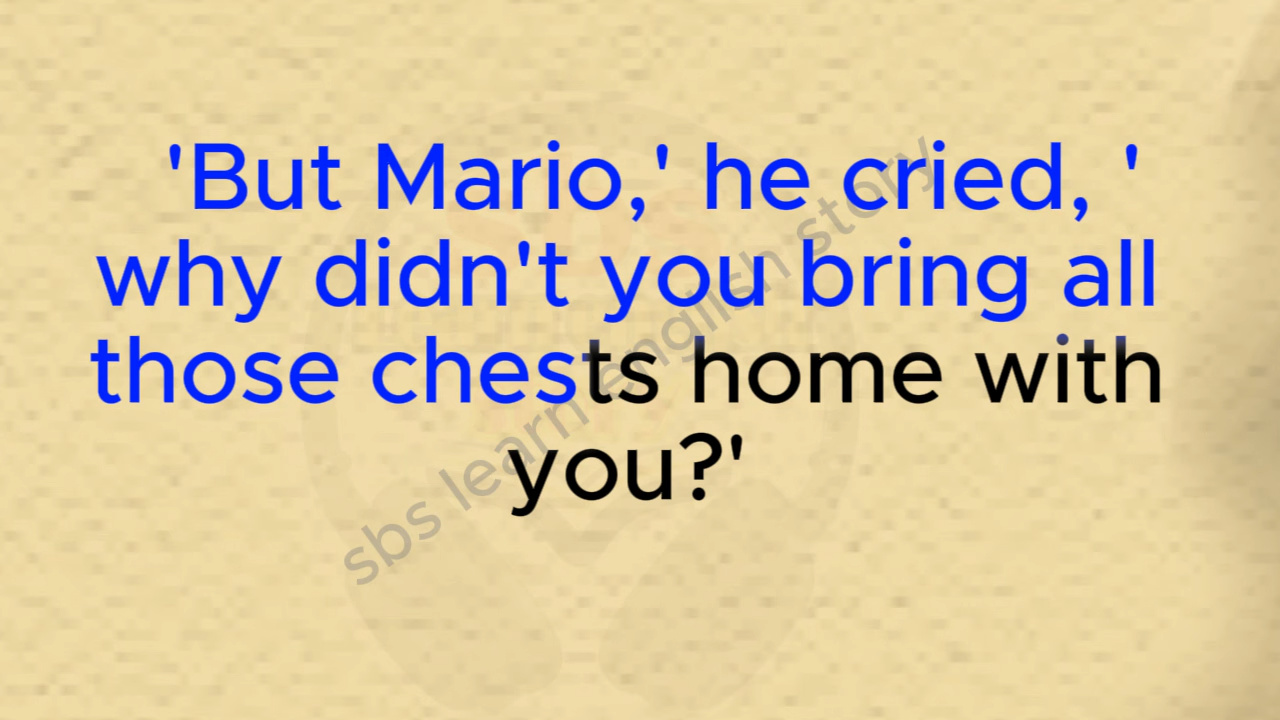 'But Mario,' he cried, '
why didn't you bring all
those chests home with
you?'
sbs learn english story